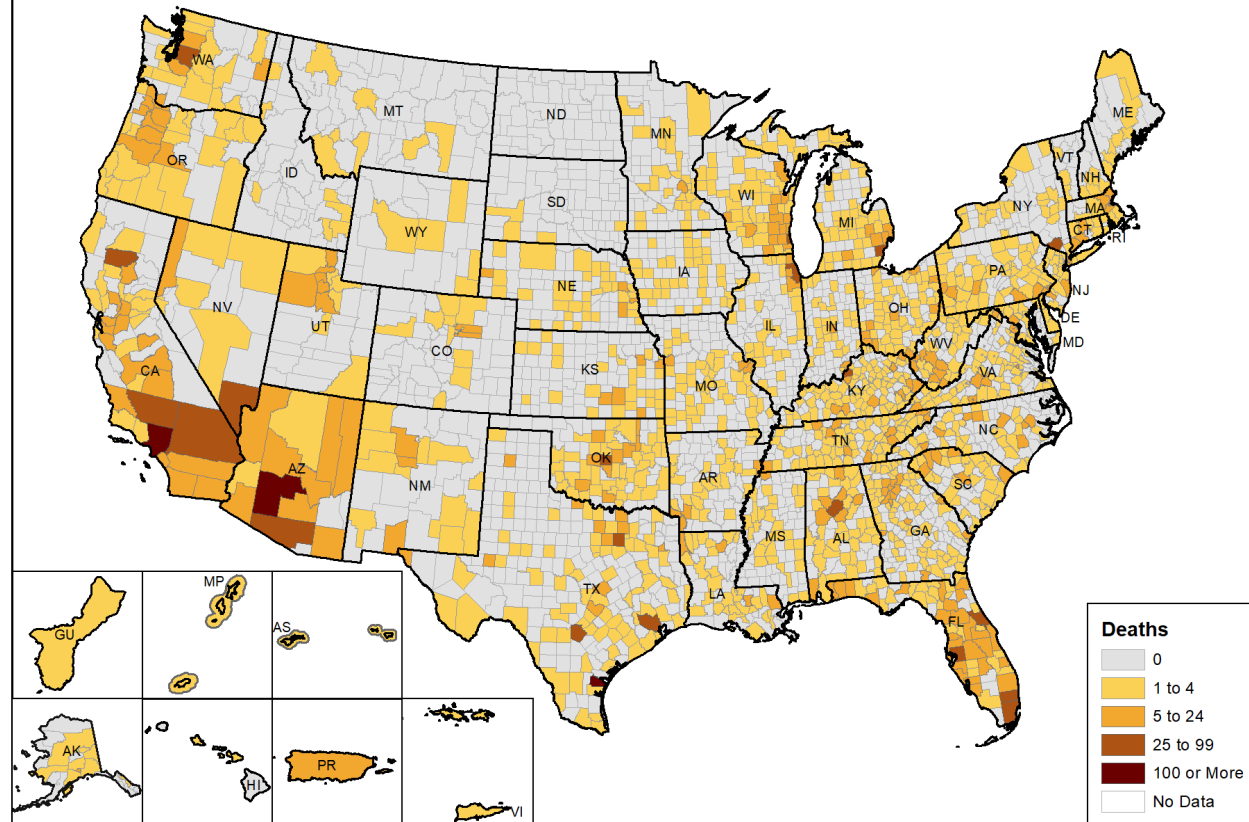 WA
MT
ND
MN
ME
OR
ID
SD
WI
MI
VT
NH
NY
MA
CT
RI
WY
NE
IA
PA
NJ
NV
UT
CO
IL
IN
OH
DE
MD
WV
VA
CA
KS
MO
KY
AZ
NM
OK
AR
TN
NC
SC
MS
AL
GA
TX
LA
FL
GU
MP
AS
AK
HI
PR
VI
Deaths
0
1 to 4
5 to 24
25 to 99
100 or More
No Data